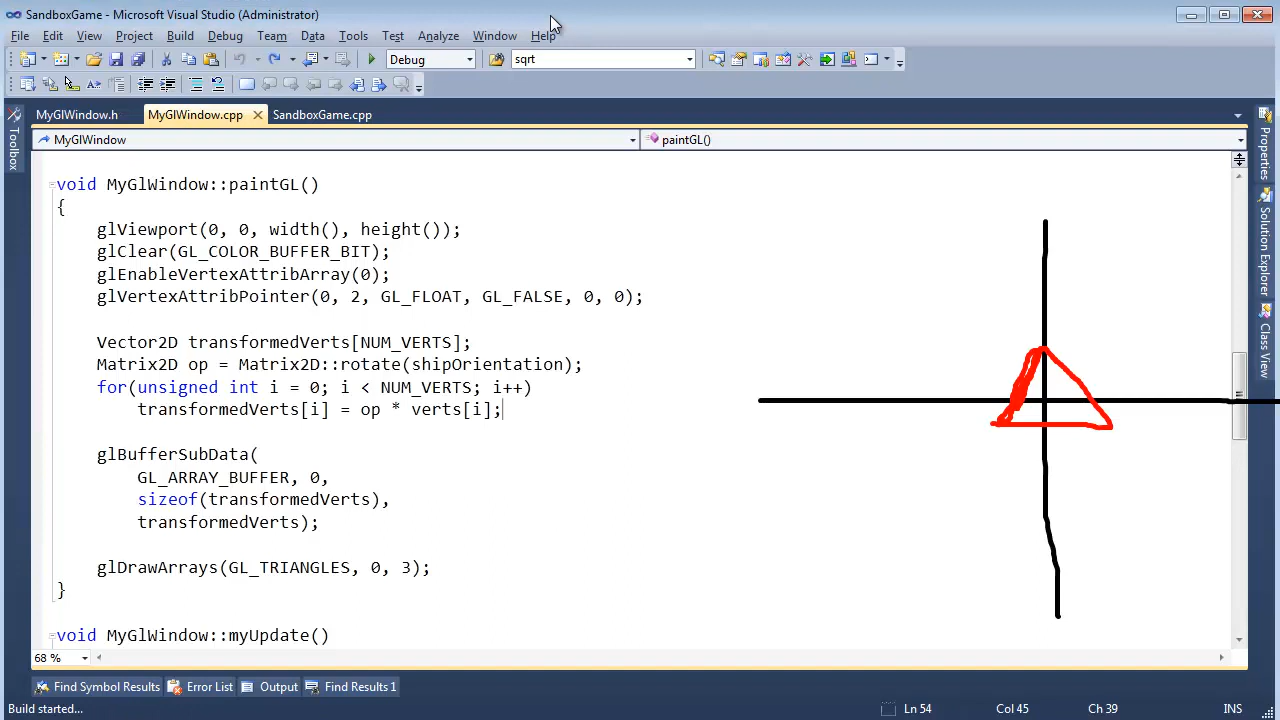 SandboxGame - Microsoft Visual Studio (Administrator)
File Edit View Project Build Debug Team Data Tools Test Analyze Window Help
Debug sqrt
MyGlWindow.h MyGlWindow.cpp SandboxGame.cpp
MyGlWindow paintGL()
Toolbox
Properties
Solution Explorer
Class View
void MyGlWindow::paintGL()
{
glViewport(0, 0, width(), height());
glClear(GL_COLOR_BUFFER_BIT);
glEnableVertexAttribArray(0);
glVertexAttribPointer(0, 2, GL_FLOAT, GL_FALSE, 0, 0);
Vector2D transformedVerts[NUM_VERTS];
Matrix2D op = Matrix2D::rotate(shipOrientation);
for(unsigned int i = 0; i < NUM_VERTS; i++)
transformedVerts[i] = op * verts[i];
glBufferSubData(
GL_ARRAY_BUFFER, 0,
sizeof(transformedVerts),
transformedVerts);
glDrawArrays(GL_TRIANGLES, 0, 3);
}
void MyGlWindow::myUpdate()
68 %
Find Symbol Results Error List Output Find Results 1
Build started... Ln 54 Col 45 Ch 39 INS